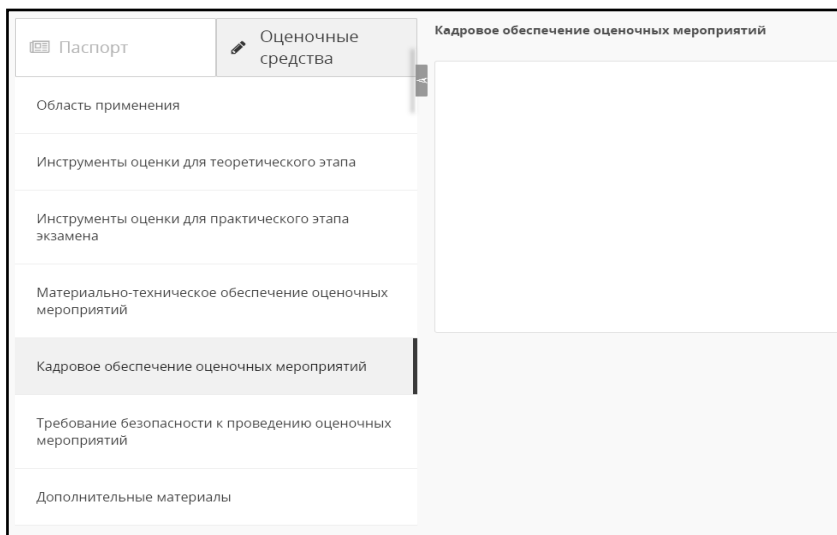 Паспорт
Оценочные
средства
Область применения
Инструменты оценки для теоретического этапа
Инструменты оценки для практического этапа
экзамена
Материально-техническое обеспечение оценочных
мероприятий
Кадровое обеспечение оценочных мероприятий
Требование безопасности к проведению оценочных
мероприятий
Дополнительные материалы
Кадровое обеспечение оценочных мероприятий